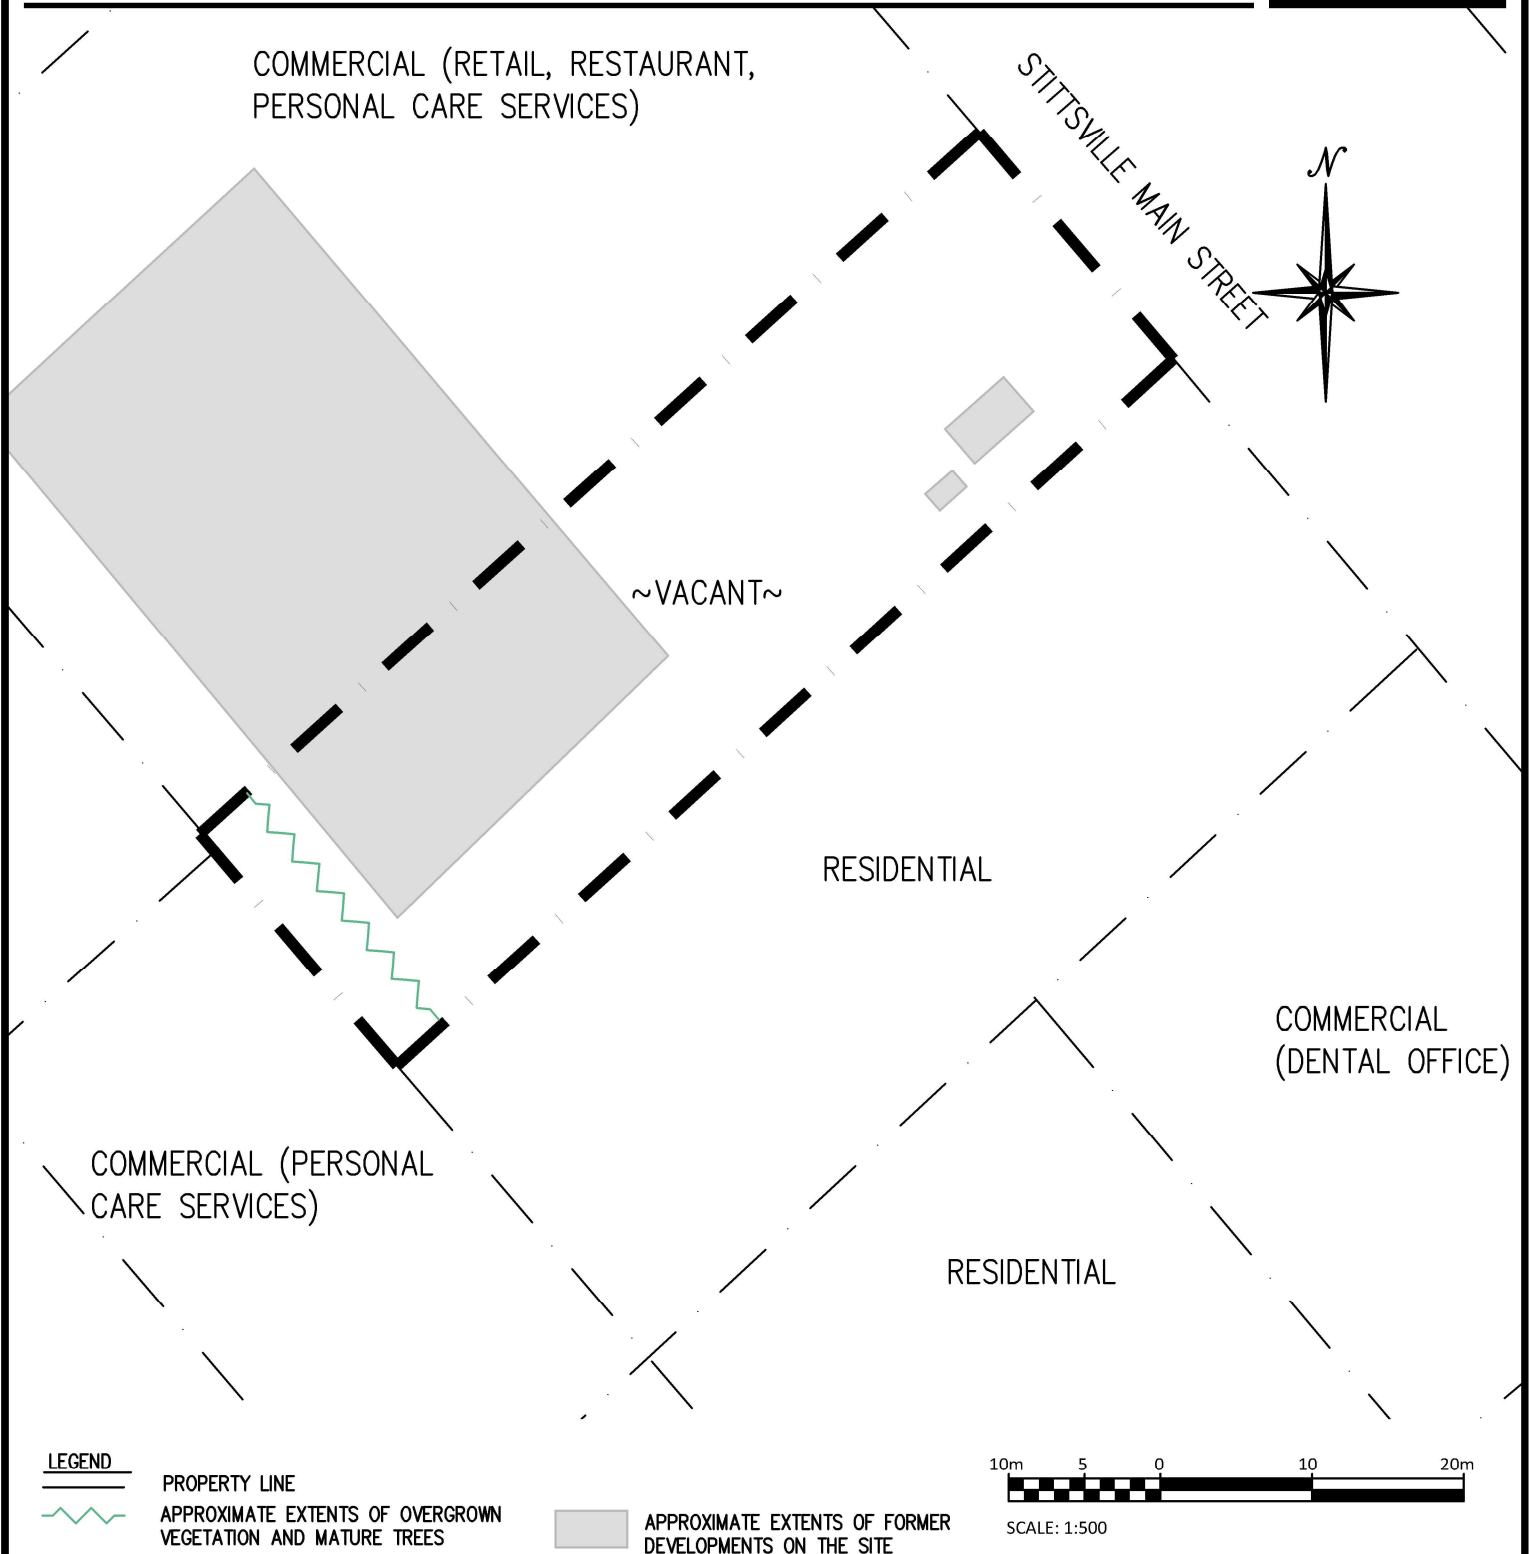 COMMERCIAL (RETAIL, RESTAURANT,
PERSONAL CARE SERVICES)
STITTSVILLE MAIN STREET
N
~VACANT~
RESIDENTIAL
COMMERCIAL
(DENTAL OFFICE)
COMMERCIAL (PERSONAL
CARE SERVICES)
RESIDENTIAL
LEGEND
PROPERTY LINE
APPROXIMATE EXTENTS OF OVERGROWN
VEGETATION AND MATURE TREES
APPROXIMATE EXTENTS OF FORMER
DEVELOPMENTS ON THE SITE
10m 5 0 10 20m
SCALE: 1:500